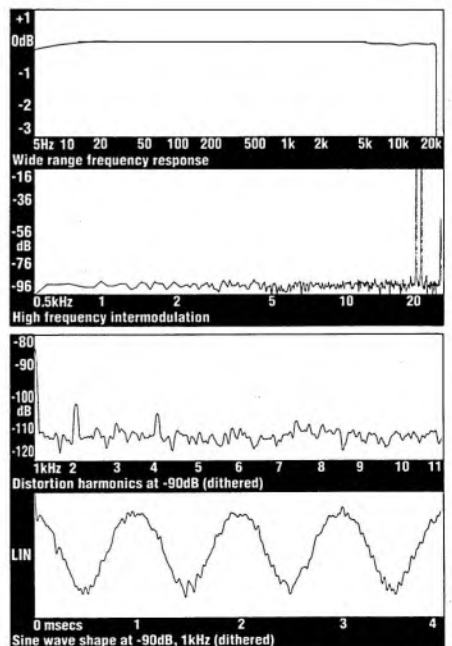 +1
0dB
-1
-2
-3
5Hz 10 20 50 100 200 500 1k 2k 5k 10k 20k
Wide range frequency response
-16
-36
-56
dB
-76
-96
0.5kHz 1 2 5 10 20
High frequency intermodulation
-80
-90
-100
dB
-110
-120
1kHz 2 3 4 5 6 7 8 9 10 11
Distortion harmonics at -90dB (dithered)
LIN
0 msecs 1 2 3 4
Sine wave shape at -90dB, 1kHz (dithered)